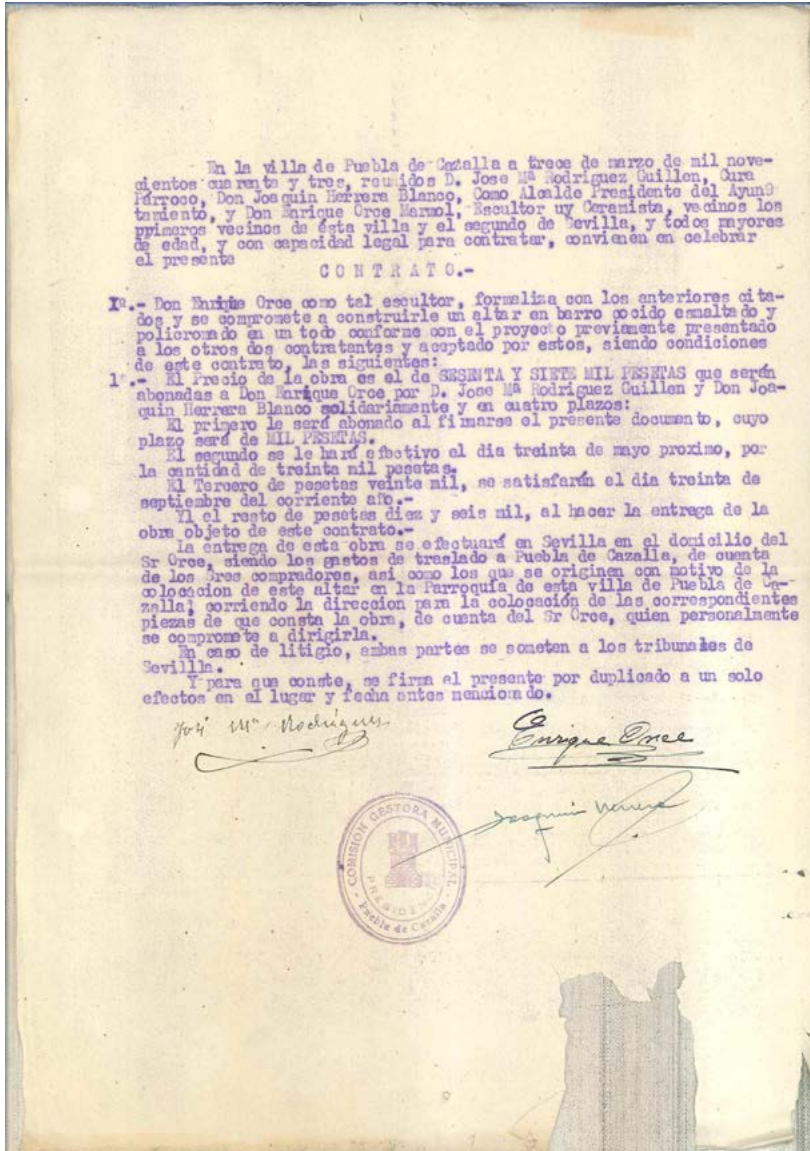 En la villa de Puebla de Cazalla a trece de marzo de mil nove-
cientos cuarenta y tres, reunidos D. Jose Mª Rodriguez Guillen, Cura
Párroco, Don Joaquin Herrera Blanco, Como Alcalde Presidente del Ayun9
tamiento, y Don Enrique Orce Marmol, Escultor uy Ceramista, vecinos los
pprimeros vecinos de ésta villa y el segundo de Sevilla, y todos mayores
de edad, y con capacidad legal para contratar, convienen en celebrar
el presente
CONTRATO.-
Iª.- Don Enrique Orce como tal escultor, formaliza con los anteriores cita-
dos y se compromete a construirle un altar en barro cocido esmaltado y
policromado en un todo conforme con el proyecto previamente presentado
a los otros dos contratantes y aceptado por estos, siendo condiciones
de este contrato, las siguientes:
1ª.- El Precio de la obra es el de SESENTA Y SIETE MIL PESETAS que serán
abonadas a Don Enrique Orce por D. Jose Mª Rodriguez Guillen y Don Joa-
quin Herrera Blanco solidariamente y en cuatro plazos:
El primero le será abonado al firmarse el presente documento, cuyo
plazo será de MIL PESETAS.
El segundo se le hará efectivo el dia treinta de mayo proximo, por
la cantidad de treinta mil pesetas.
El Tercero de pesetas veinte mil, se satisfarán el dia treinta de
septiembre del corriente año.-
Yl el resto de pesetas diez y seis mil, al hacer la entrega de la
obra objeto de este contrato.-
La entrega de esta obra se efectuará en Sevilla en el domicilio del
Sr Orce, siendo los gastos de traslado a Puebla de Cazalla, de cuenta
de los Sres compradores, asi como los que se originen con motivo de la
colocacion de este altar en la Parroquia de esta villa de Puebla de Ca-
zalla; corriendo la direccion para la colocación de las correspondientes
piezas de que consta la obra, de cuenta del Sr Orce, quien personalmente
se compromete a dirigirla.
En caso de litigio, ambas partes se someten a los tribunales de
Sevillla.
Y para que conste, se firma el presente por duplicado a un solo
efectos en el lugar y fecha antes mencionado.
José Mª Rodríguez
Enrique Orce
Joaquin Herrera
COMISION GESTORA MUNICIPAL
PRESIDENCIA
Puebla de Cazalla